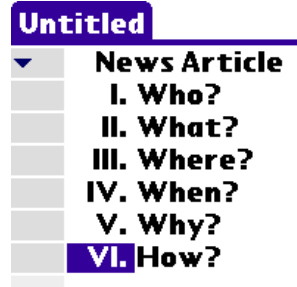 Untitled
News Article
I. Who?
II. What?
III. Where?
IV. When?
V. Why?
VI. How?